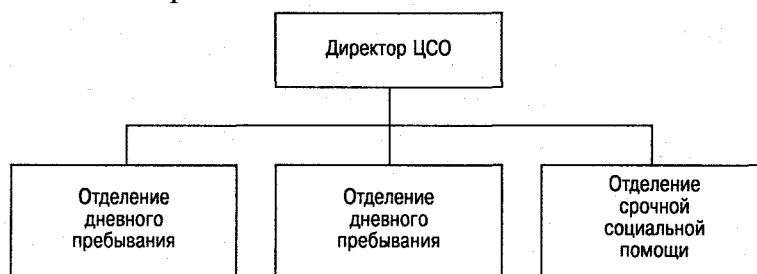 Директор ЦСО
Отделение
дневного
пребывания
Отделение
дневного
пребывания
Отделение
срочной
социальной
помощи